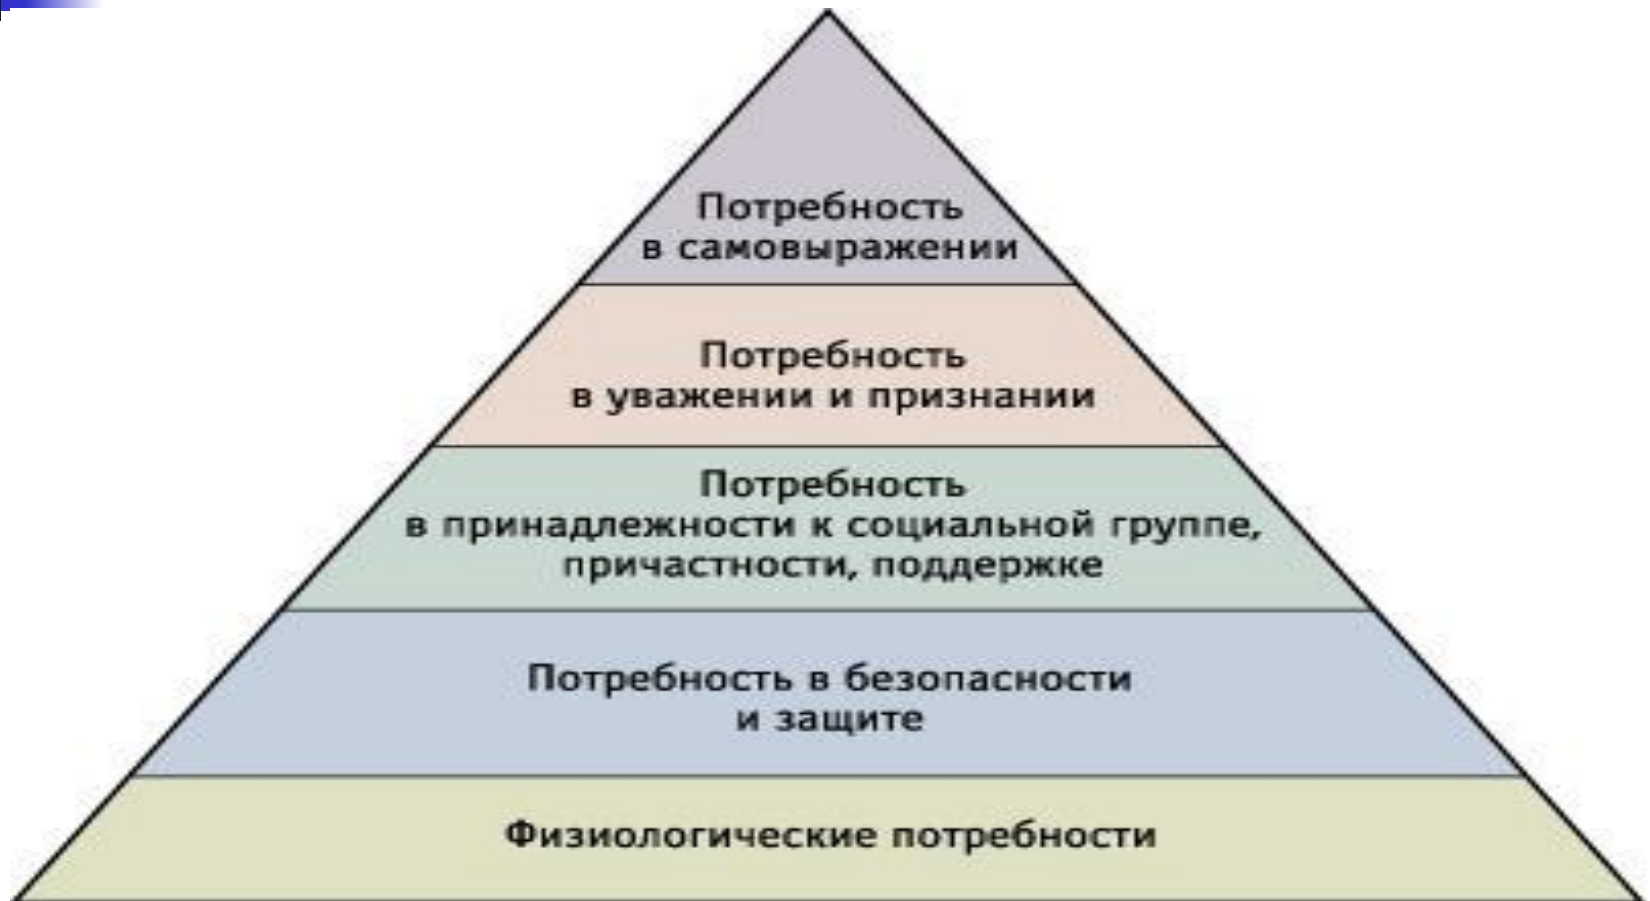 Потребность
в самовыражении
Потребность
в уважении и признании
Потребность
в принадлежности к социальной группе,
причастности, поддержке
Потребность в безопасности
и защите
Физиологические потребности